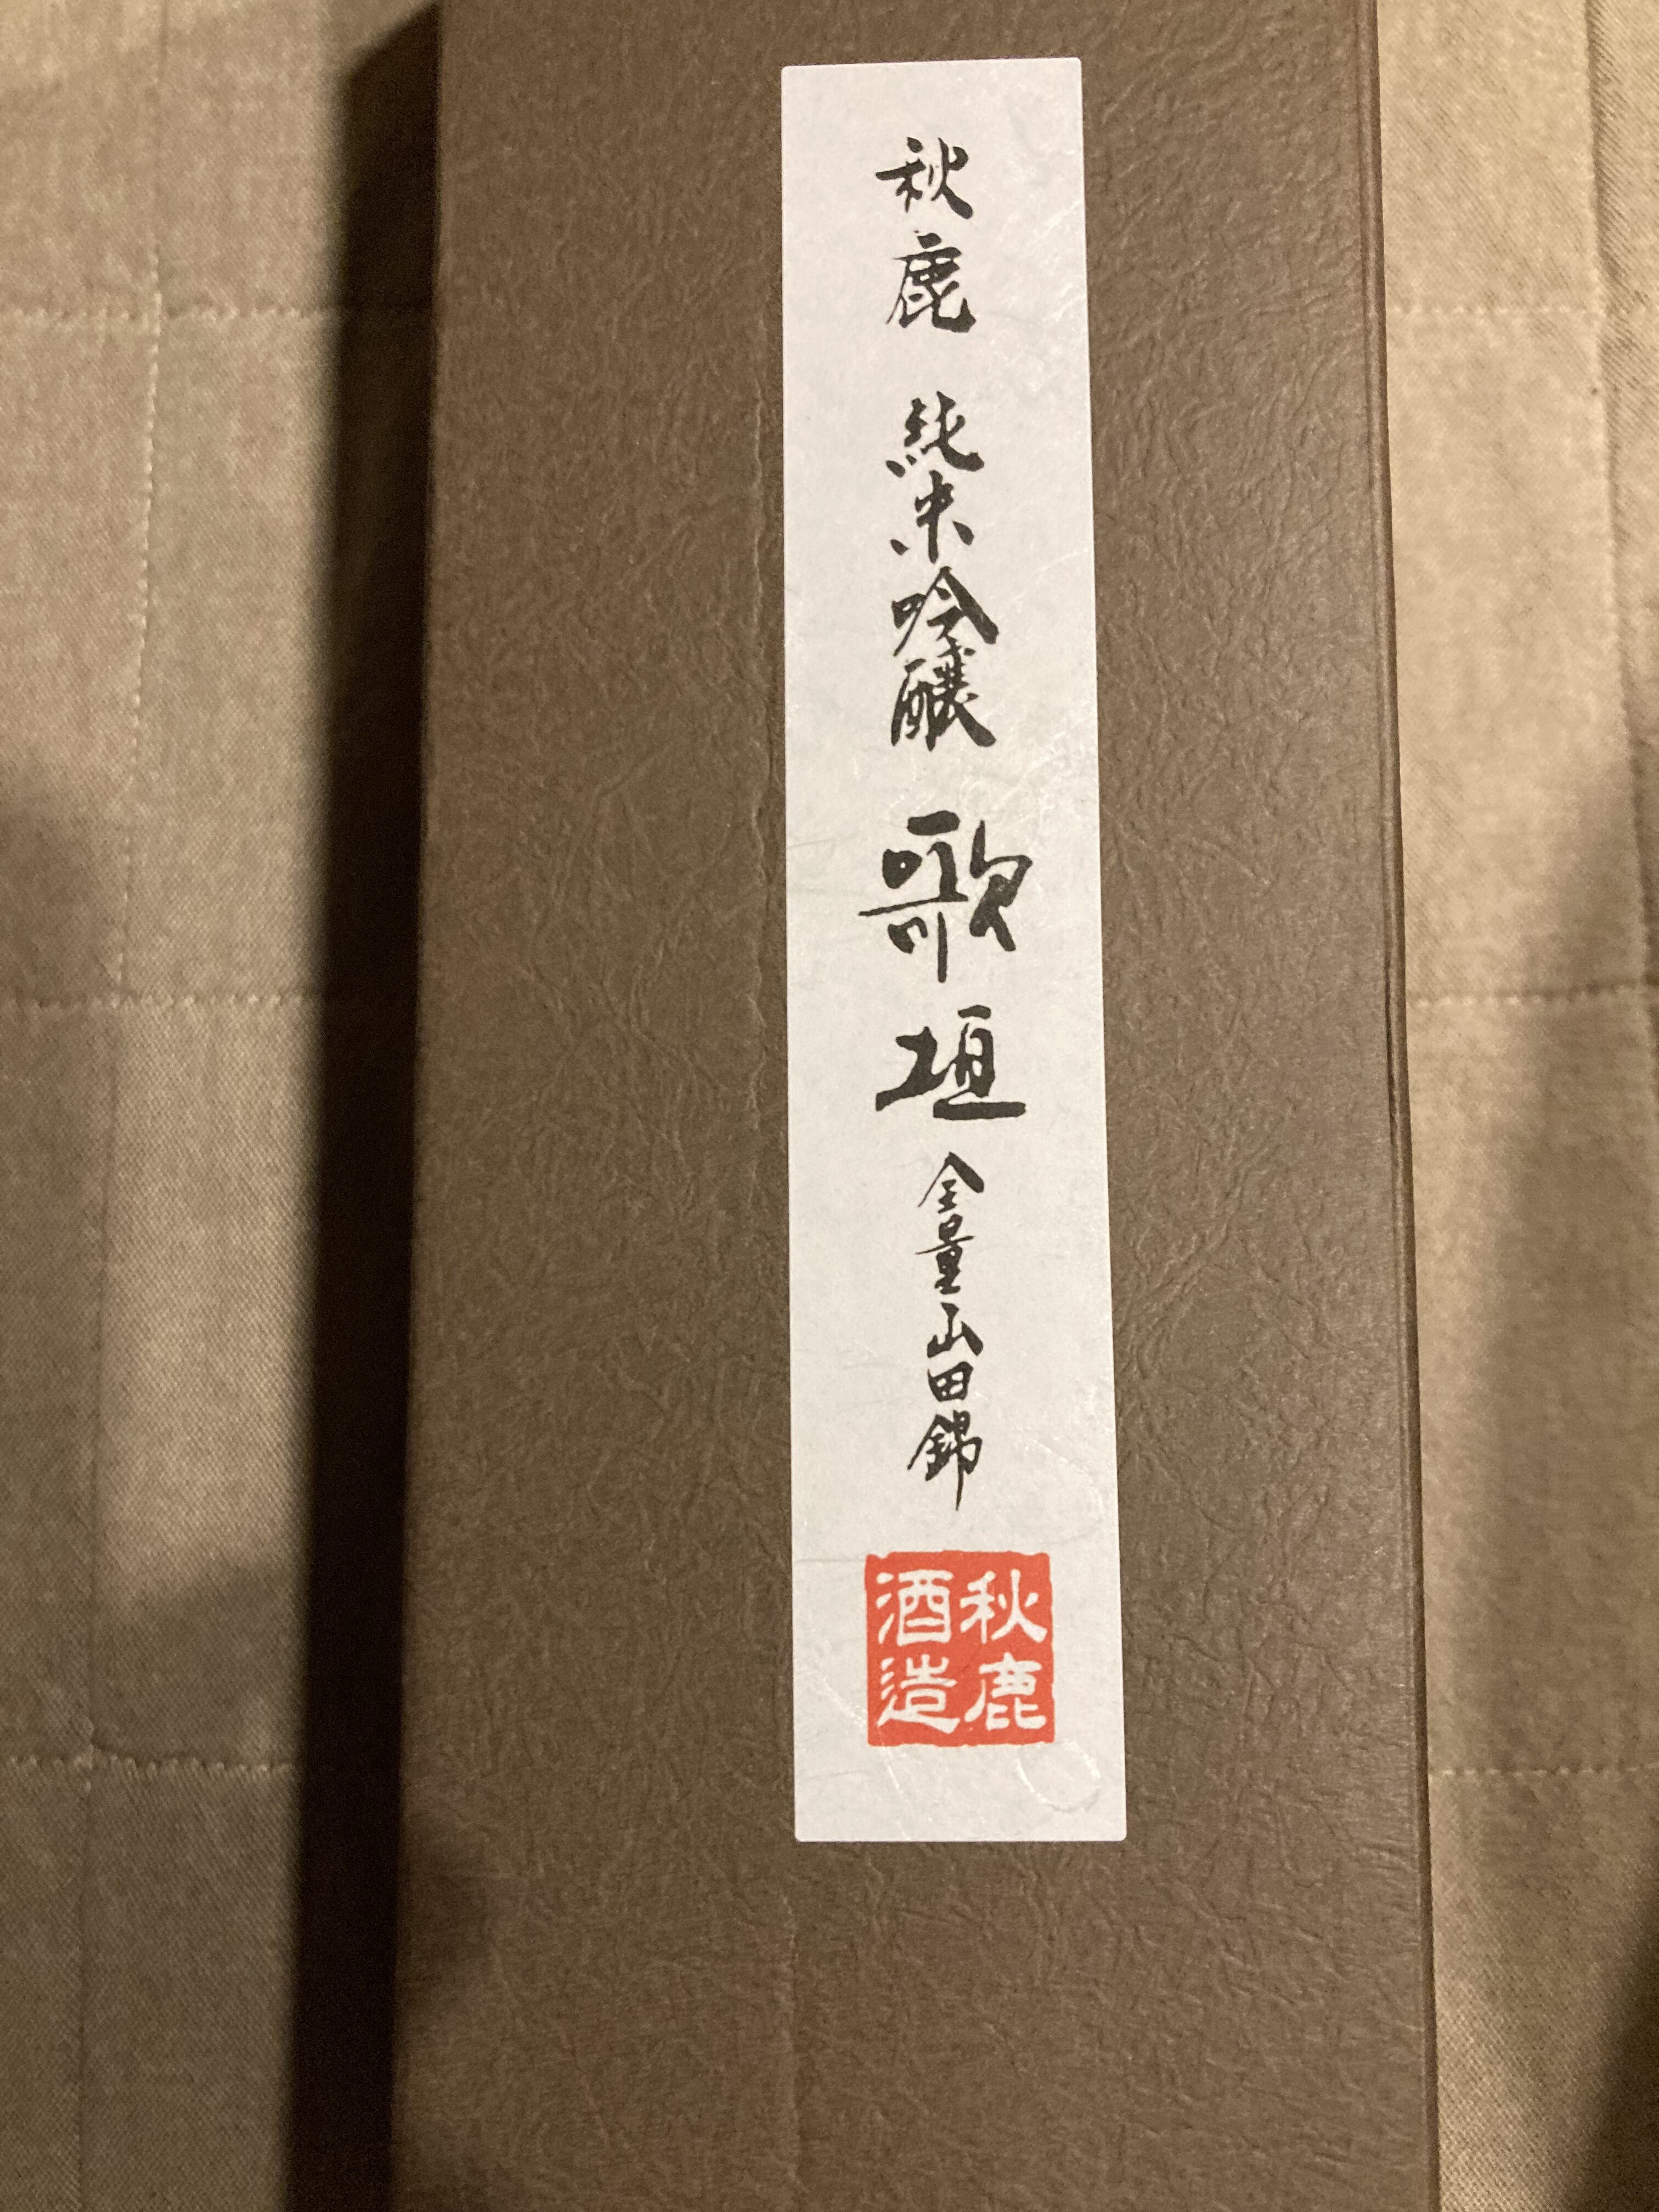 秋鹿 純米吟醸 歌垣 全量山田錦
秋鹿
酒造